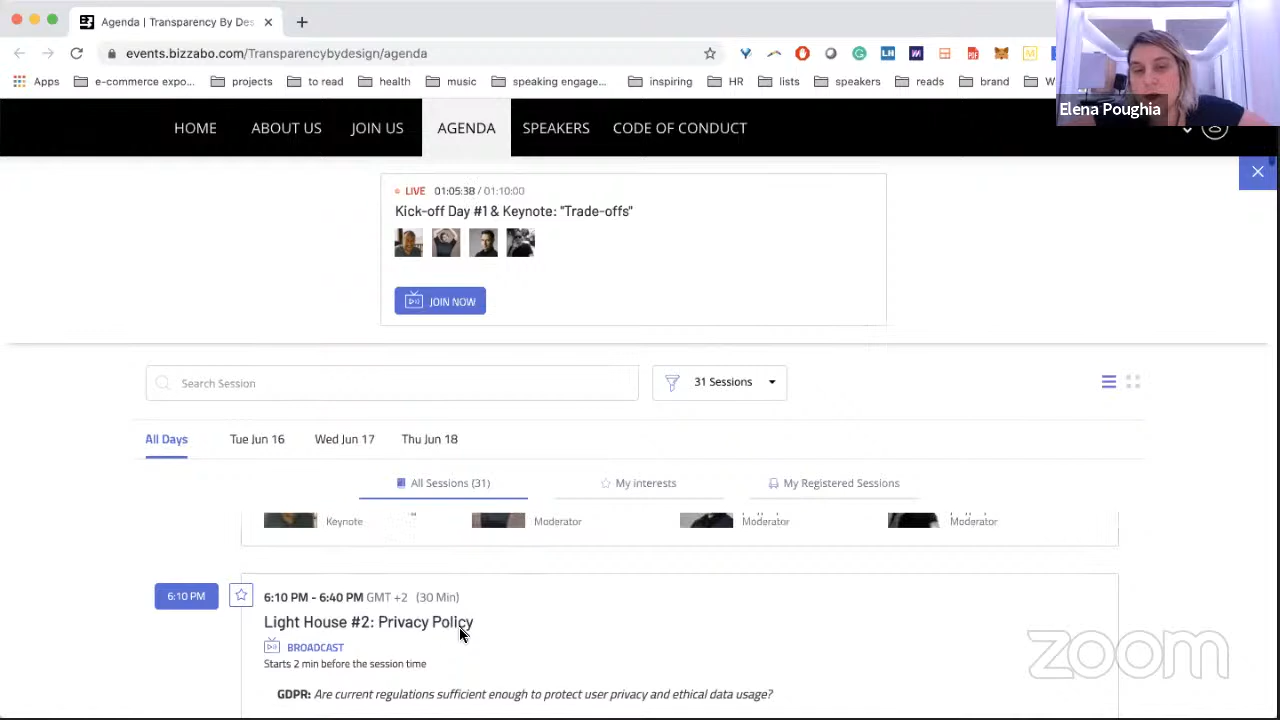 Agenda | Transparency By Des
events.bizzabo.com/Transparencybydesign/agenda
Apps e-commerce expo... projects to read health music speaking engage... inspiring HR lists speakers reads brand W
Elena Poughia
HOME ABOUT US JOIN US AGENDA SPEAKERS CODE OF CONDUCT
LIVE 01:05:38 / 01:10:00
Kick-off Day #1 & Keynote: "Trade-offs"
JOIN NOW
Search Session 31 Sessions
All Days Tue Jun 16 Wed Jun 17 Thu Jun 18
All Sessions (31) My interests My Registered Sessions
Keynote Moderator Moderator Moderator
6:10 PM 6:10 PM - 6:40 PM GMT +2 (30 Min)
Light House #2: Privacy Policy
BROADCAST
Starts 2 min before the session time
GDPR: Are current regulations sufficient enough to protect user privacy and ethical data usage?
zoom